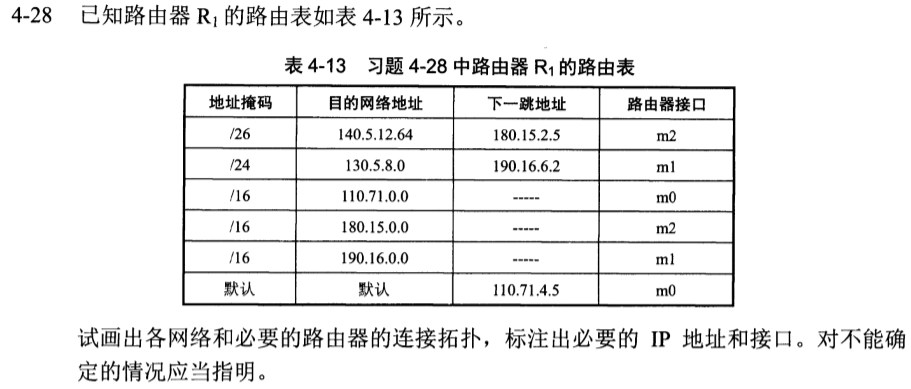 4-28 已知路由器 R₁ 的路由表如表 4-13 所示。
表 4-13 习题 4-28 中路由器 R₁ 的路由表
地址掩码 目的网络地址 下一跳地址 路由器接口
/26 140.5.12.64 180.15.2.5 m2
/24 130.5.8.0 190.16.6.2 m1
/16 110.71.0.0 ----- m0
/16 180.15.0.0 ----- m2
/16 190.16.0.0 ----- m1
默认 默认 110.71.4.5 m0
试画出各网络和必要的路由器的连接拓扑，标注出必要的 IP 地址和接口。对不能确
定的情况应当指明。